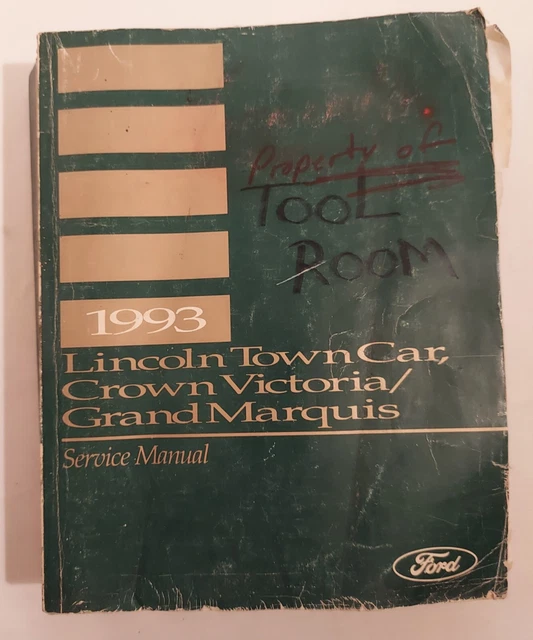 Property of
TOOL
ROOM
1993
Lincoln Town Car,
Crown Victoria/
Grand Marquis
Service Manual
Ford